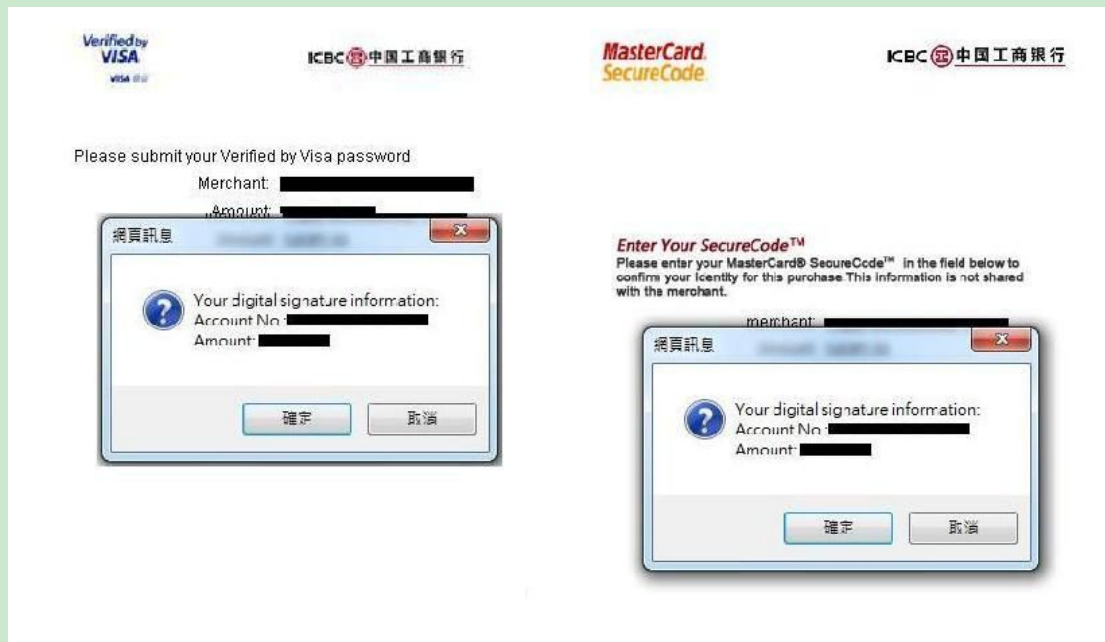 Verified by
VISA
VISA
ICBC 中国工商银行
Please submit your Verified by Visa password
Merchant:
Amount:
網頁訊息
Your digital signature information:
Account No.:
Amount:
確定
取消
MasterCard.
SecureCode.
ICBC 中国工商银行
Enter Your SecureCode™
Please enter your MasterCard® SecureCode™ in the field below to
confirm your identity for this purchase.This information is not shared
with the merchant.
merchant:
網頁訊息
Your digital signature information:
Account No.:
Amount:
確定
取消